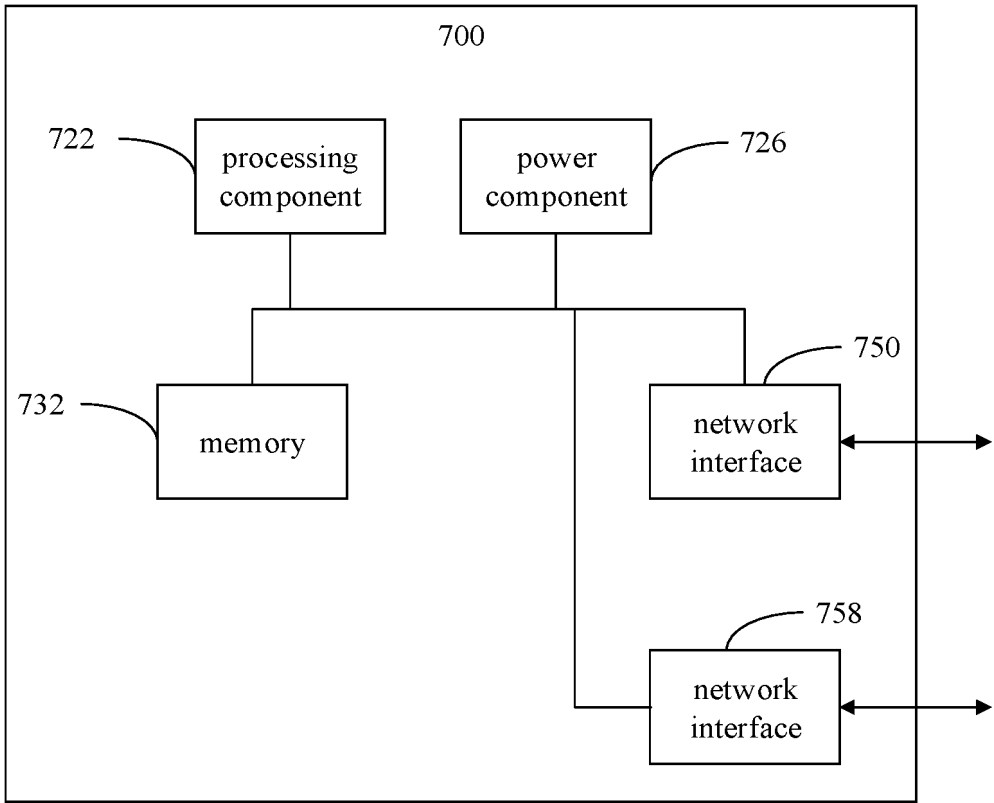 700
722
processing
component
power
component
726
750
732
memory
network
interface
758
network
interface